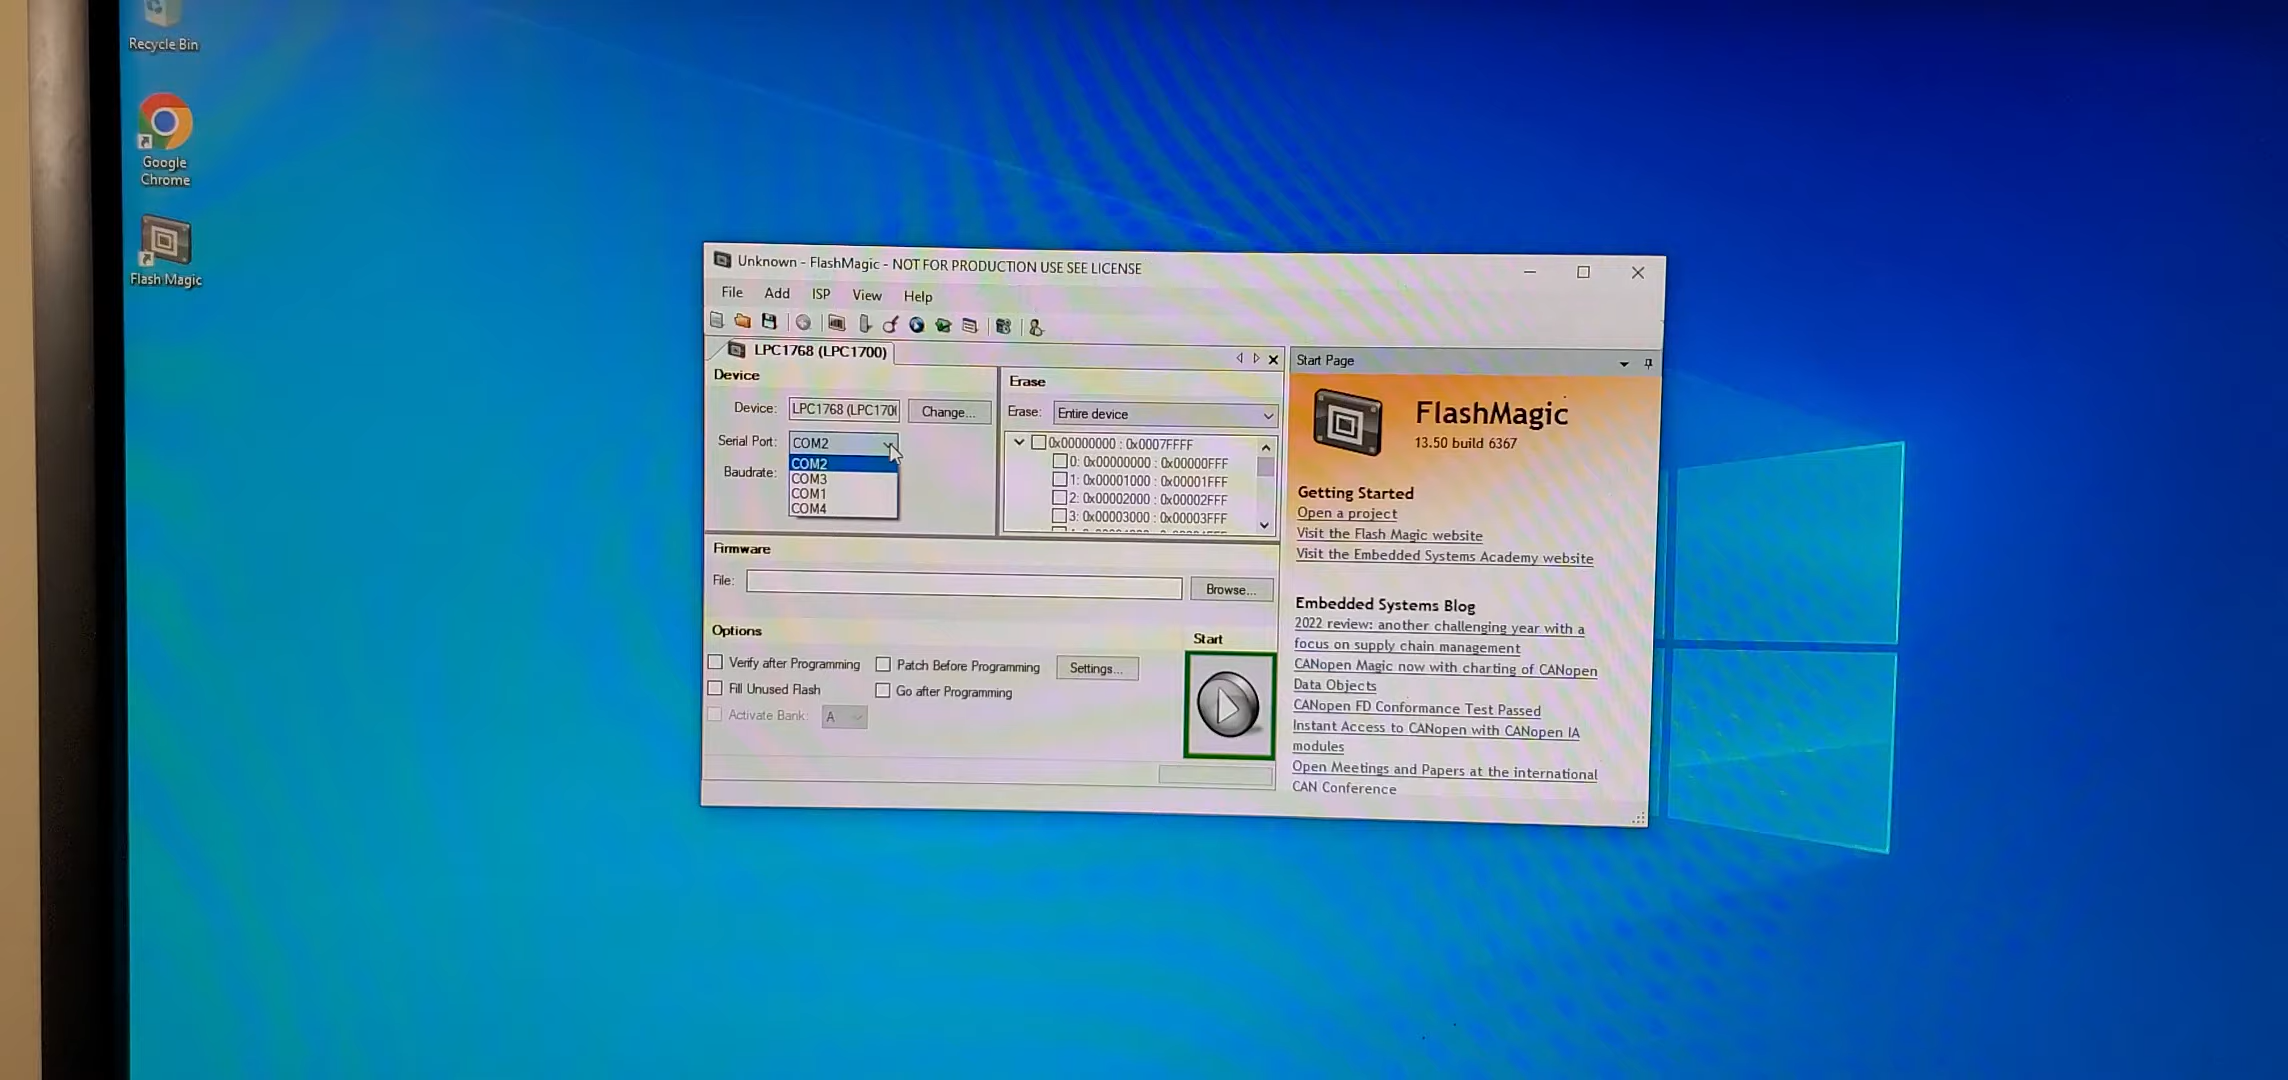 Recycle Bin
Google
Chrome
Flash Magic
Unknown - FlashMagic - NOT FOR PRODUCTION USE SEE LICENSE
File Add ISP View Help
LPC1768 (LPC1700)
Device
Device: LPC1768 (LPC170( Change...
Serial Port: COM2
COM2
COM3
COM1
COM4
Baudrate:
Erase
Erase: Entire device
0x00000000 : 0x0007FFFF
0: 0x00000000 : 0x00000FFF
1: 0x00001000 : 0x00001FFF
2: 0x00002000 : 0x00002FFF
3: 0x00003000 : 0x00003FFF
Firmware
File: Browse...
Options
Verify after Programming Patch Before Programming Settings...
Fill Unused Flash Go after Programming
Activate Bank: A
Start
Start Page
FlashMagic
13.50 build 6367
Getting Started
Open a project
Visit the Flash Magic website
Visit the Embedded Systems Academy website
Embedded Systems Blog
2022 review: another challenging year with a
focus on supply chain management
CANopen Magic now with charting of CANopen
Data Objects
CANopen FD Conformance Test Passed
Instant Access to CANopen with CANopen IA
modules
Open Meetings and Papers at the international
CAN Conference